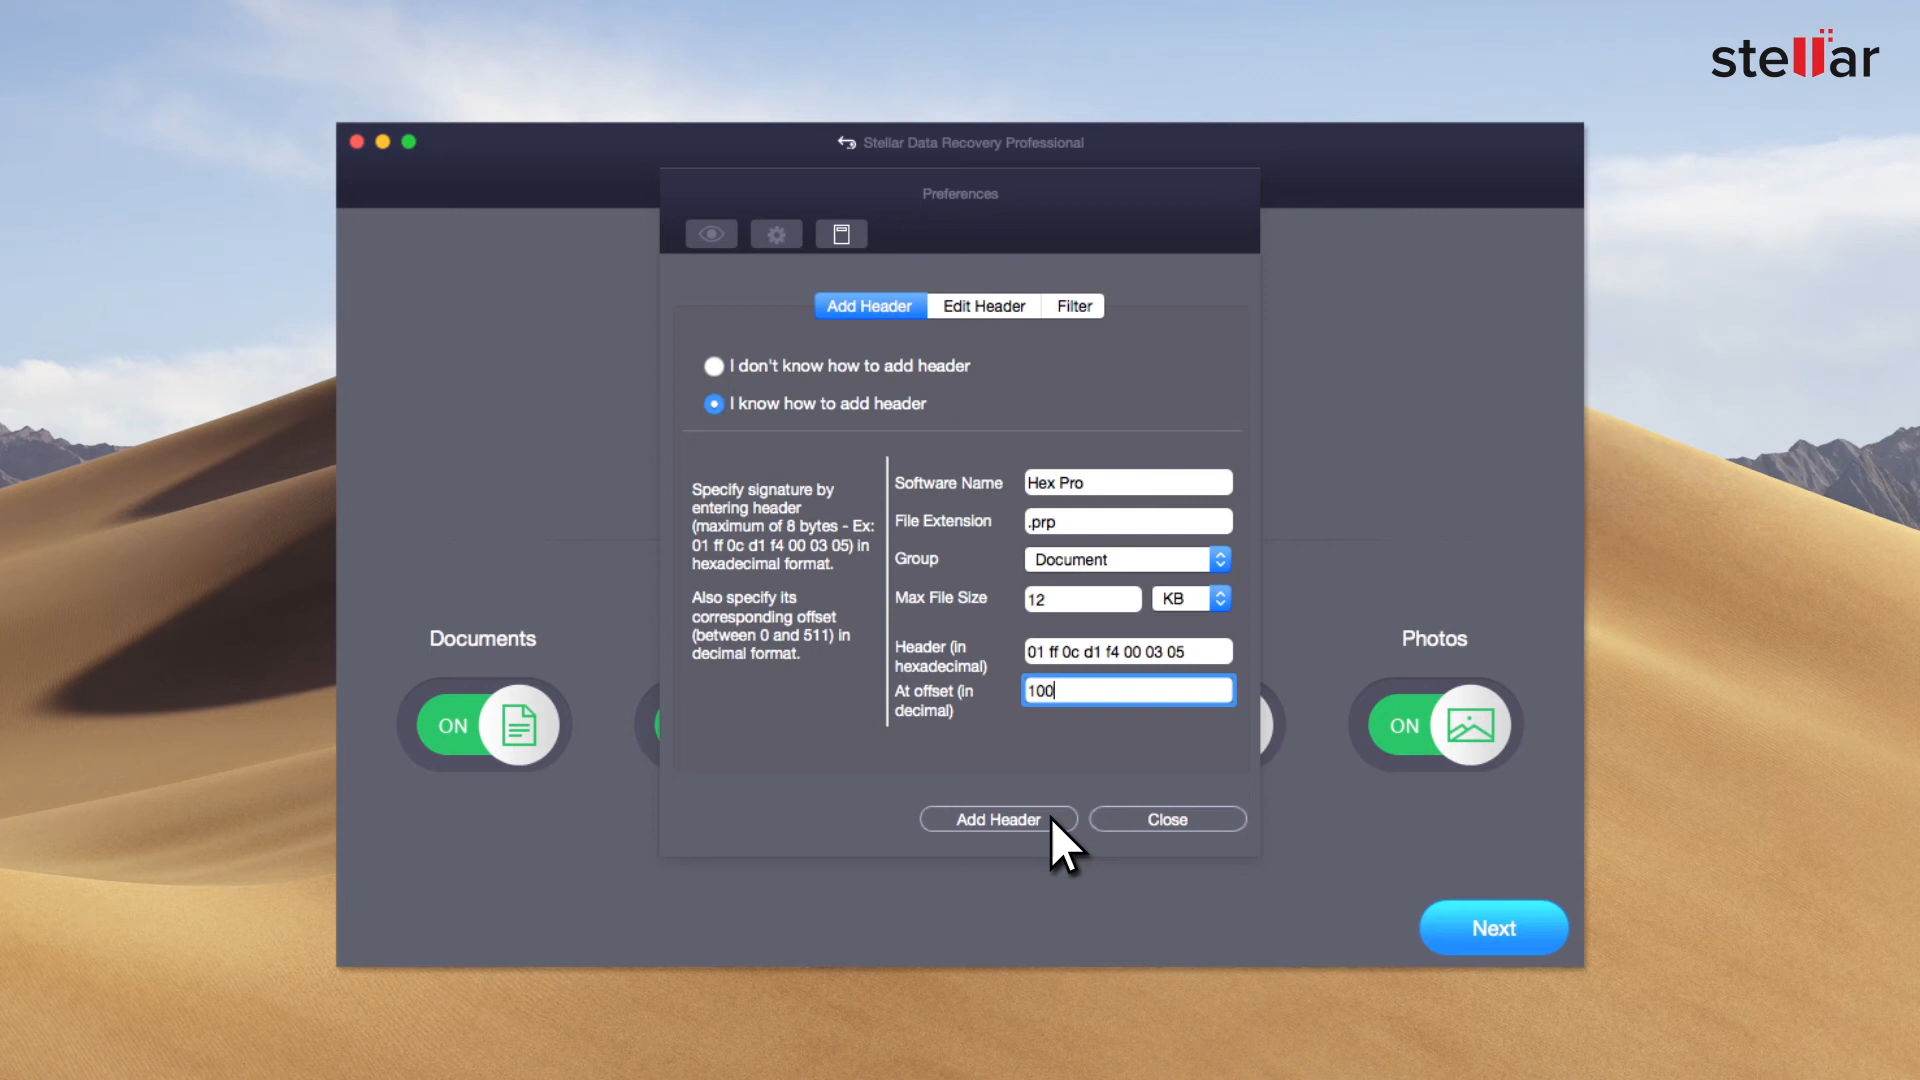 stellar
Stellar Data Recovery Professional
Preferences
Add Header
Edit Header
Filter
I don't know how to add header
I know how to add header
Specify signature by
entering header
(maximum of 8 bytes - Ex:
01 ff 0c d1 f4 00 03 05) in
hexadecimal format.
Also specify its
corresponding offset
(between 0 and 511) in
decimal format.
Software Name
Hex Pro
File Extension
.prp
Group
Document
Max File Size
12
KB
Header (in
hexadecimal)
01 ff 0c d1 f4 00 03 05
At offset (in
decimal)
100
Documents
ON
Photos
ON
Add Header
Close
Next